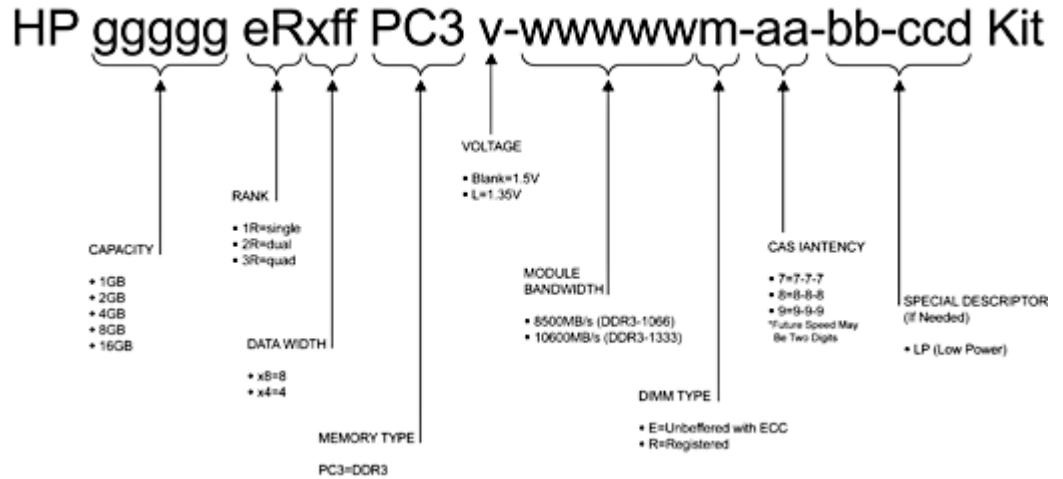 HP ggggg eRxff PC3 v-wwwwwm-aa-bb-ccd Kit
VOLTAGE
▪ Blank=1.5V
▪ L=1.35V
RANK
▪ 1R=single
▪ 2R=dual
▪ 3R=quad
CAPACITY
+ 1GB
+ 2GB
+ 4GB
+ 8GB
+ 16GB
CAS IANTENCY
▪ 7=7-7-7
▪ 8=8-8-8
▪ 9=9-9-9
*Future Speed May
Be Two Digits
MODULE
BANDWIDTH
▪ 8500MB/s (DDR3-1066)
▪ 10600MB/s (DDR3-1333)
SPECIAL DESCRIPTOR
(If Needed)
• LP (Low Power)
DATA WIDTH
+ x8=8
+ x4=4
DIMM TYPE
• E=Unbeffered with ECC
• R=Registered
MEMORY TYPE
PC3=DDR3